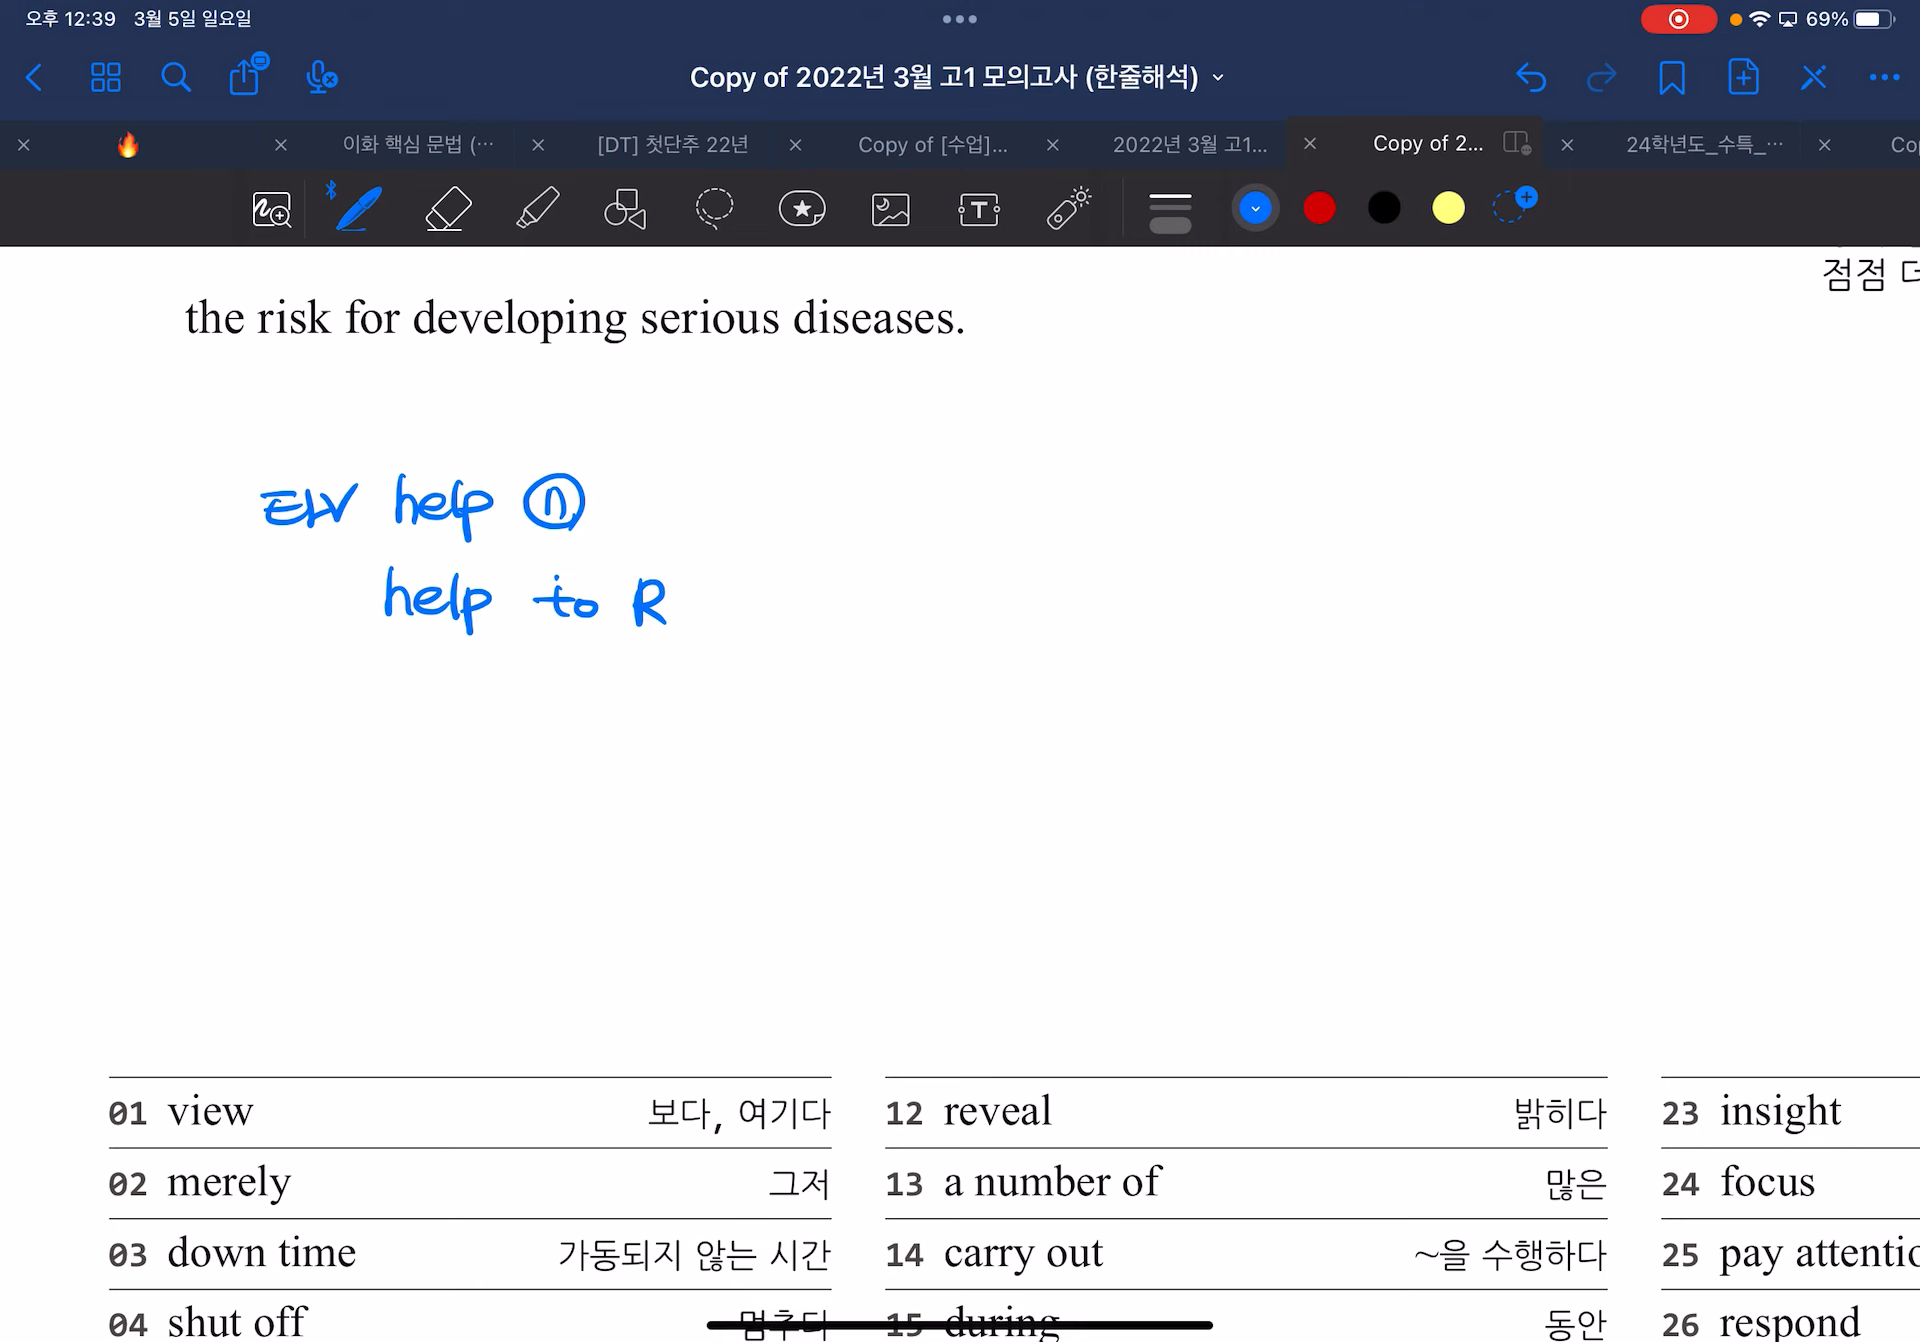 오후 12:39 3월 5일 일요일 69%
Copy of 2022년 3월 고1 모의고사 (한줄해석)
이화 핵심 문법 (… [DT] 첫단추 22년 Copy of [수업]... 2022년 3월 고1... Copy of 2... 24학년도_수특_…
점점
the risk for developing serious diseases.
help ⓝ
help to R
01 view 보다, 여기다 12 reveal 밝히다 23 insight
02 merely 그저 13 a number of 많은 24 focus
03 down time 가동되지 않는 시간 14 carry out ~을 수행하다 25 pay
04 shut off 멈추다 15 during 동안 26 respond